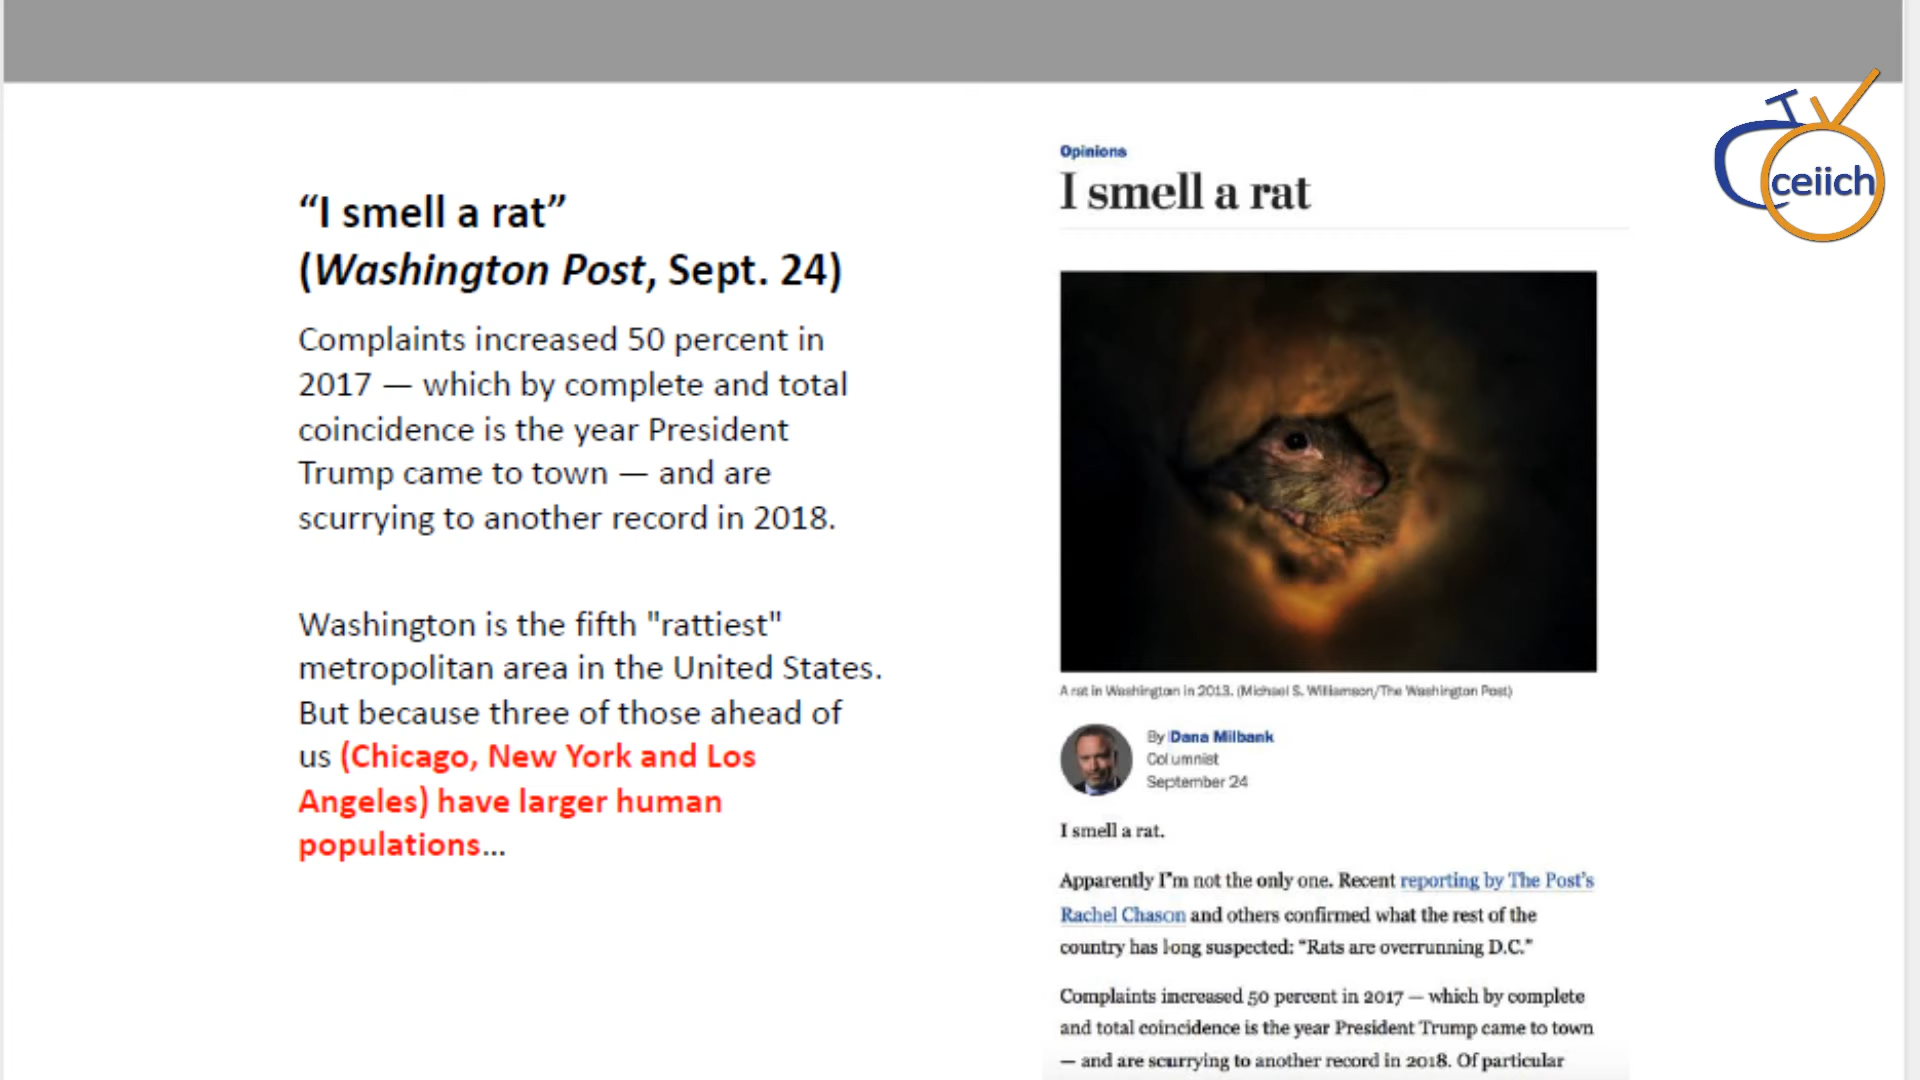 “I smell a rat”
(Washington Post, Sept. 24)
Complaints increased 50 percent in
2017 — which by complete and total
coincidence is the year President
Trump came to town — and are
scurrying to another record in 2018.
Washington is the fifth "rattiest"
metropolitan area in the United States.
But because three of those ahead of
us (Chicago, New York and Los
Angeles) have larger human
populations...
Opinions
I smell a rat
A rat in Washington in 2013. (Michael S. Williamson/The Washington Post)
By Dana Milbank
Columnist
September 24
I smell a rat.
Apparently I’m not the only one. Recent reporting by The Post’s
Rachel Chason and others confirmed what the rest of the
country has long suspected: “Rats are overrunning D.C.”
Complaints increased 50 percent in 2017 — which by complete
and total coincidence is the year President Trump came to town
— and are scurrying to another record in 2018. Of particular
TV
ceiich